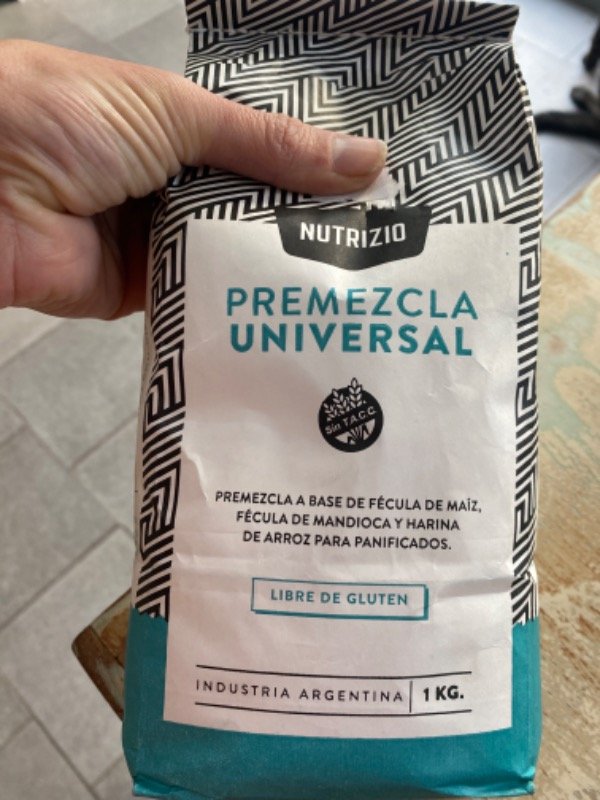 NUTRIZIO
PREMEZCLA
UNIVERSAL
Sin T.A.C.C.
PREMEZCLA A BASE DE FÉCULA DE MAÍZ,
FÉCULA DE MANDIOCA Y HARINA
DE ARROZ PARA PANIFICADOS.
LIBRE DE GLUTEN
INDUSTRIA ARGENTINA 1 KG.